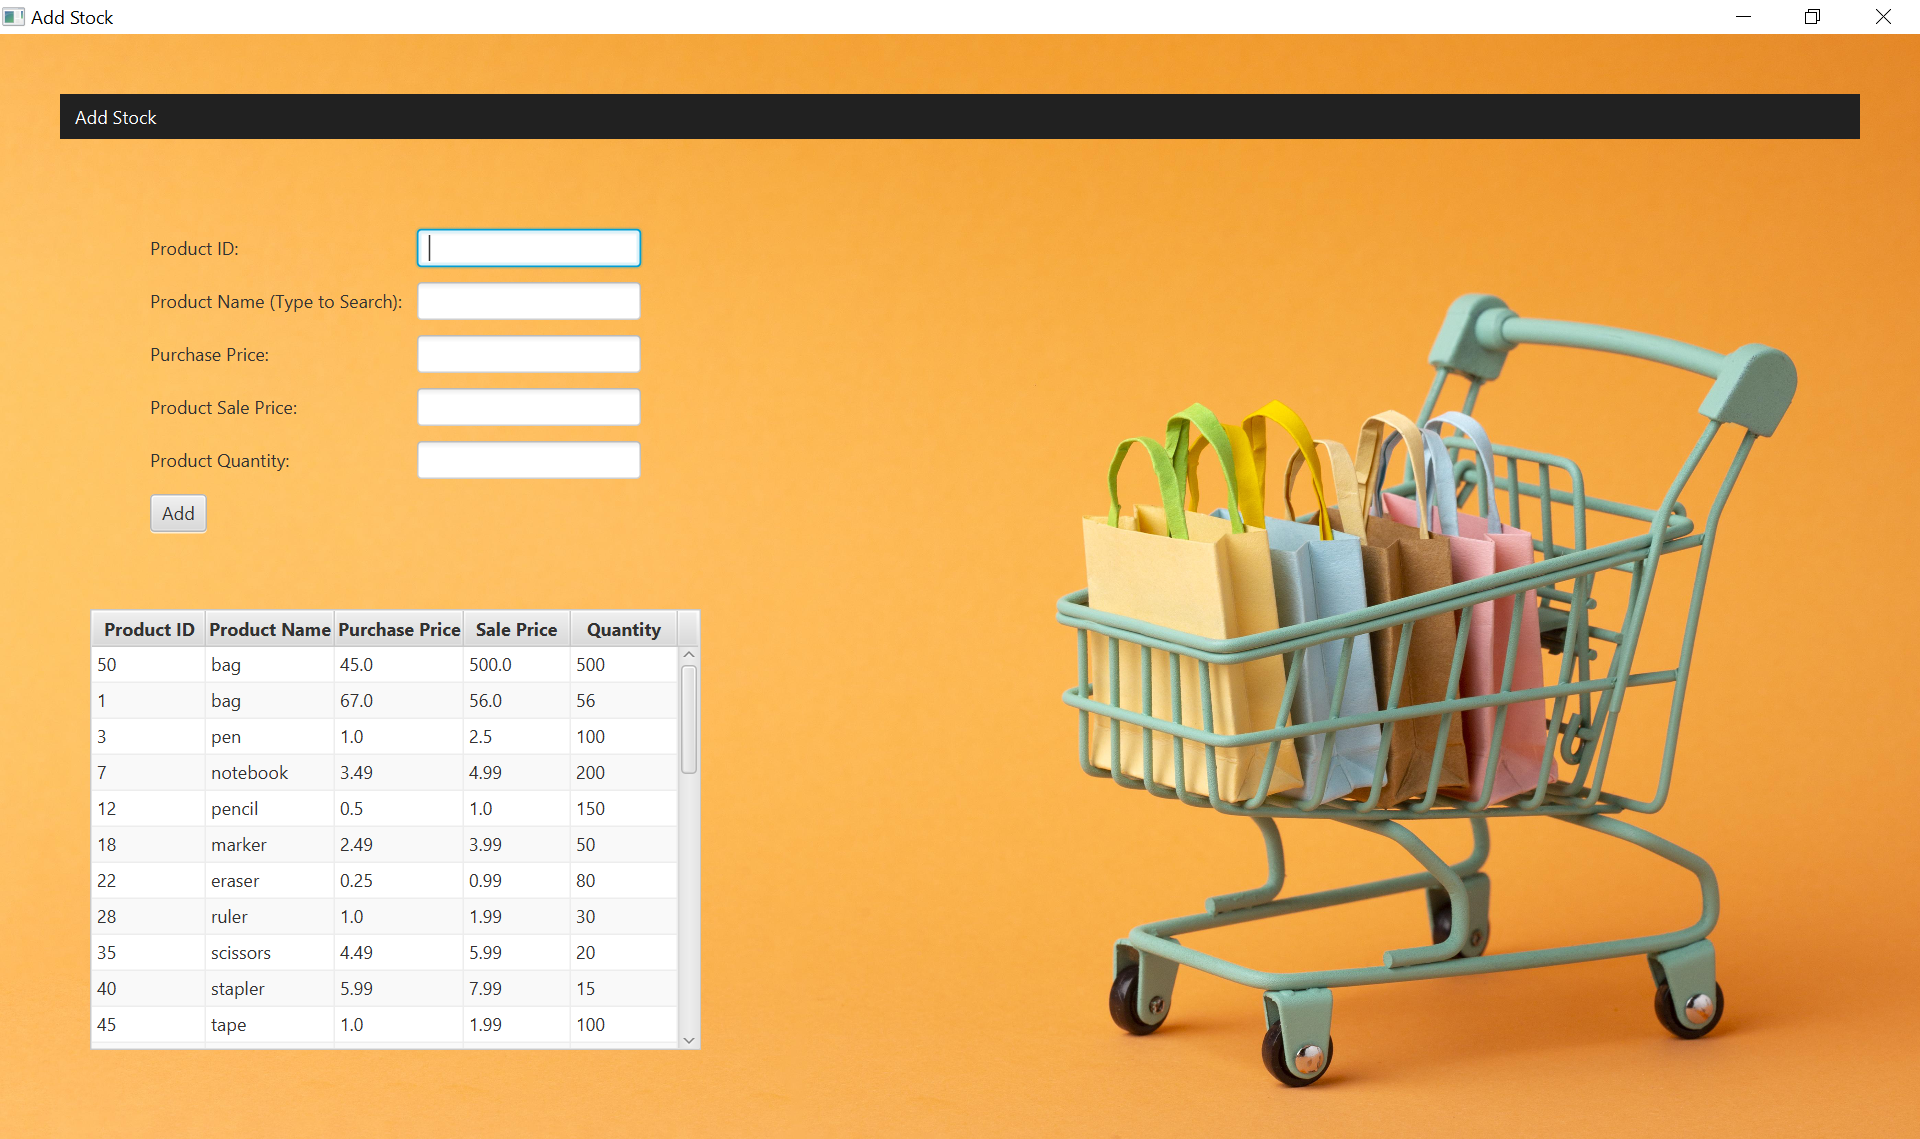 Add Stock
Add Stock
Product ID:
Product Name (Type to Search):
Purchase Price:
Product Sale Price:
Product Quantity:
Add
Product ID Product Name Purchase Price Sale Price Quantity
50 bag 45.0 500.0 500
1 bag 67.0 56.0 56
3 pen 1.0 2.5 100
7 notebook 3.49 4.99 200
12 pencil 0.5 1.0 150
18 marker 2.49 3.99 50
22 eraser 0.25 0.99 80
28 ruler 1.0 1.99 30
35 scissors 4.49 5.99 20
40 stapler 5.99 7.99 15
45 tape 1.0 1.99 100